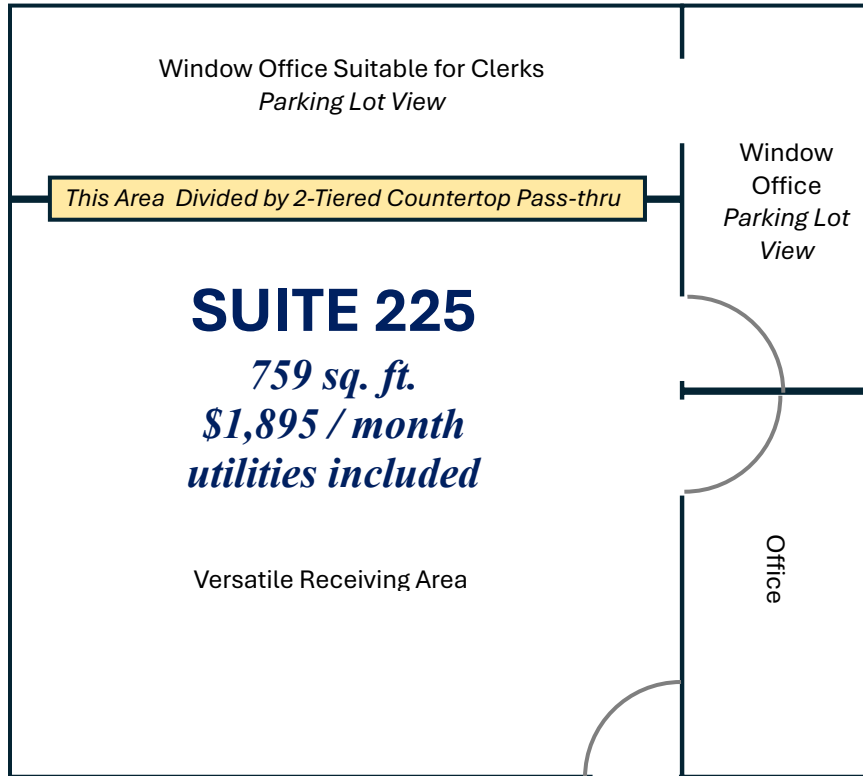 Window Office Suitable for Clerks
Parking Lot View
This Area Divided by 2-Tiered Countertop Pass-thru
Window
Office
Parking Lot
View
SUITE 225
759 sq. ft.
$1,895 / month
utilities included
Office
Versatile Receiving Area